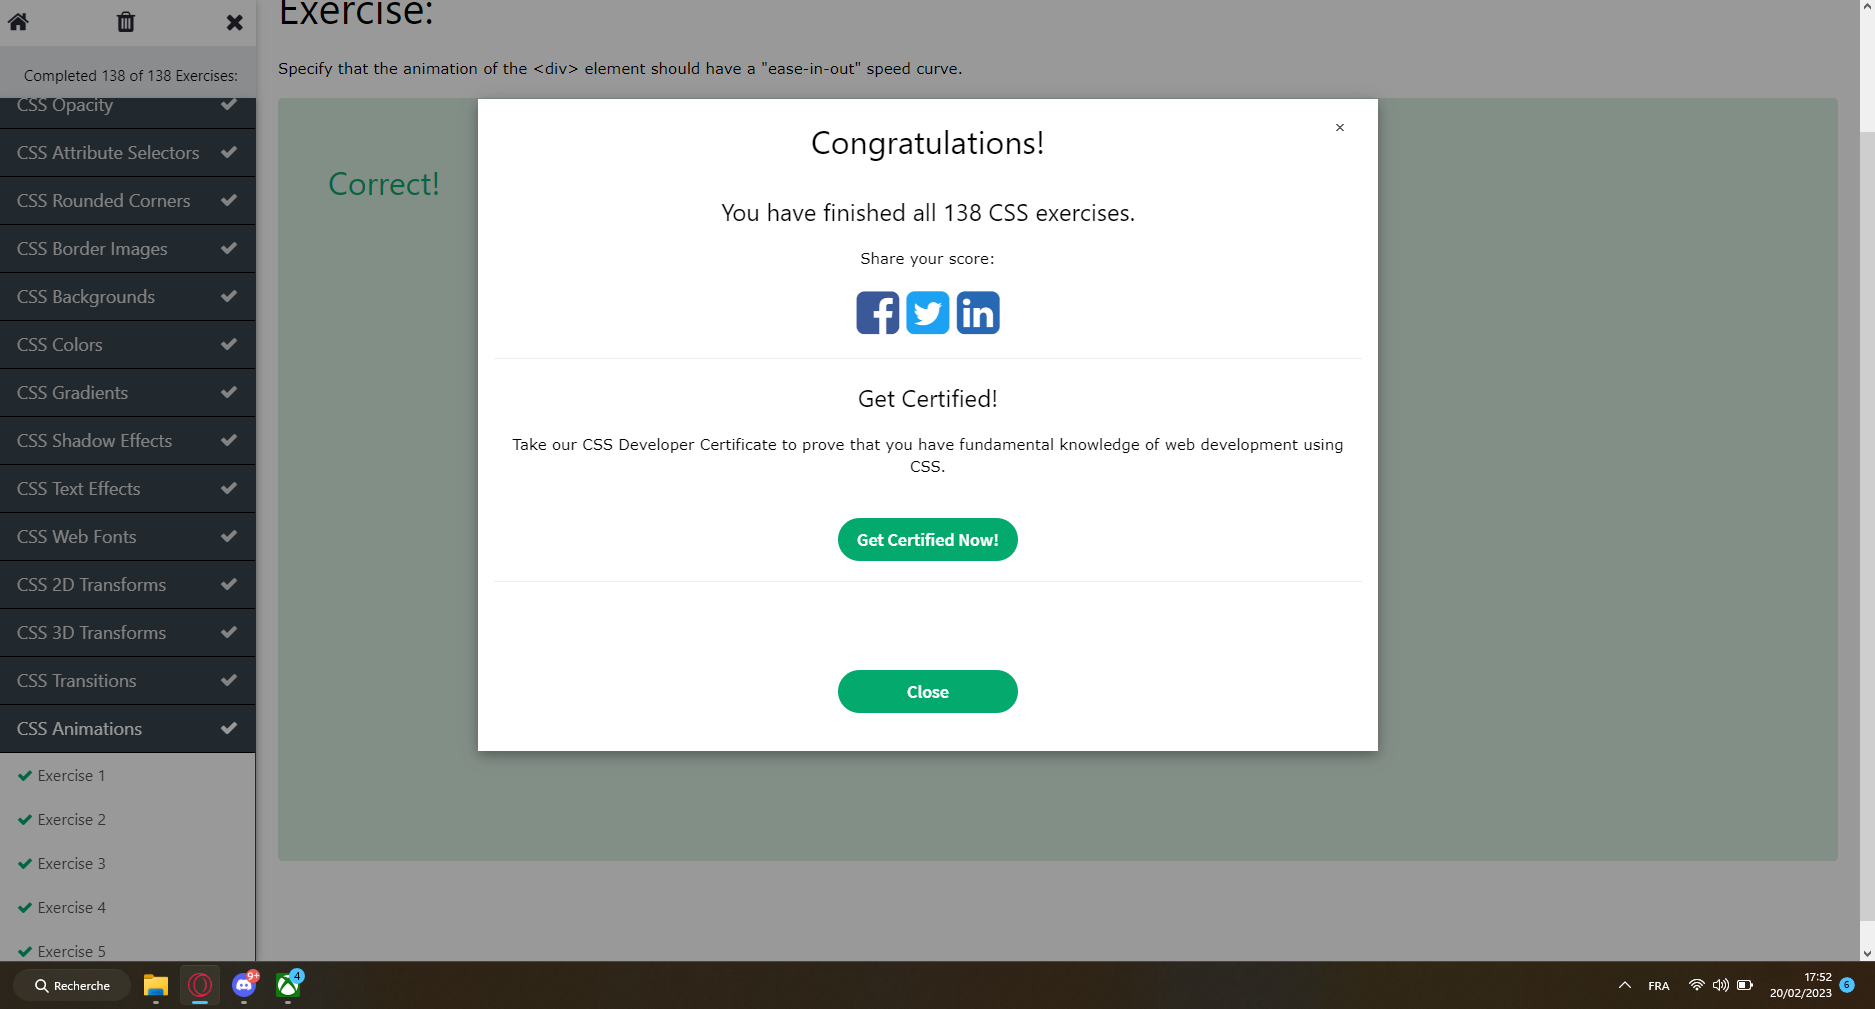 Exercise:
Completed 138 of 138 Exercises:
Specify that the animation of the <div> element should have a "ease-in-out" speed curve.
CSS Opacity
CSS Attribute Selectors
CSS Rounded Corners
CSS Border Images
CSS Backgrounds
CSS Colors
CSS Gradients
CSS Shadow Effects
CSS Text Effects
CSS Web Fonts
CSS 2D Transforms
CSS 3D Transforms
CSS Transitions
CSS Animations
Exercise 1
Exercise 2
Exercise 3
Exercise 4
Exercise 5
Correct!
×
Congratulations!
You have finished all 138 CSS exercises.
Share your score:
Get Certified!
Take our CSS Developer Certificate to prove that you have fundamental knowledge of web development using
CSS.
Get Certified Now!
Close
Recherche
9+
4
FRA
17:52
20/02/2023
6